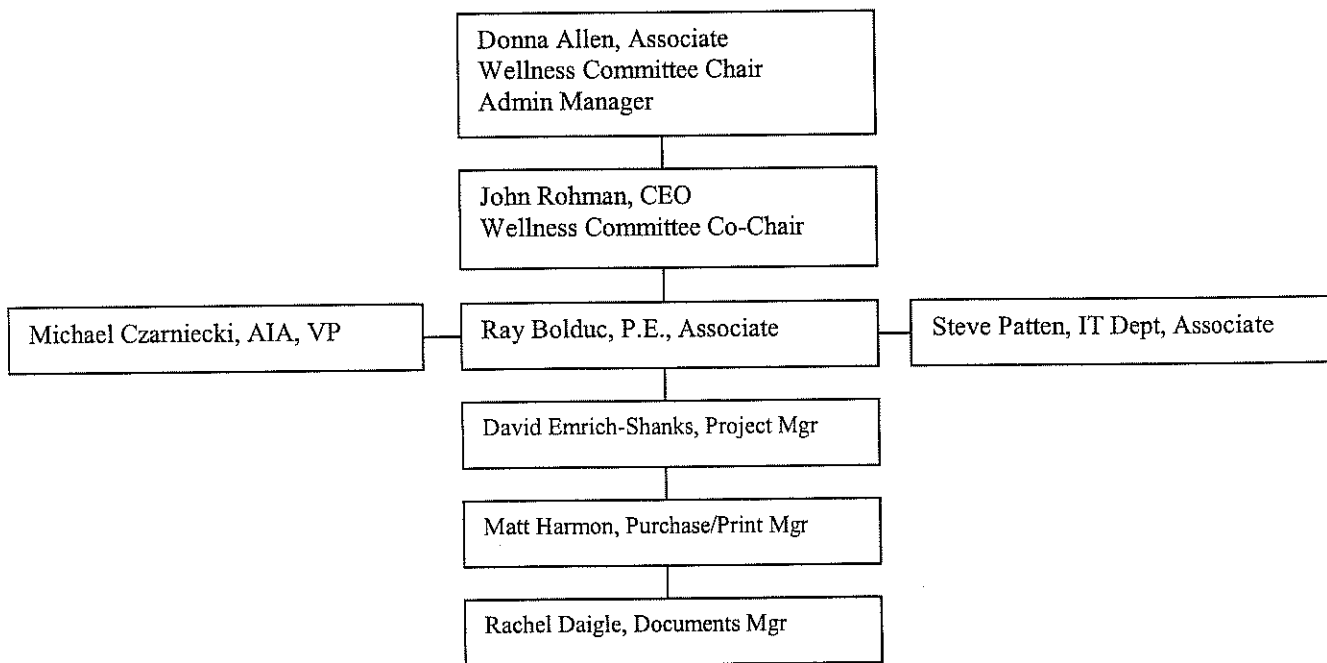 Donna Allen, Associate
Wellness Committee Chair
Admin Manager
John Rohman, CEO
Wellness Committee Co-Chair
Michael Czarniecki, AIA, VP
Ray Bolduc, P.E., Associate
Steve Patten, IT Dept, Associate
David Emrich-Shanks, Project Mgr
Matt Harmon, Purchase/Print Mgr
Rachel Daigle, Documents Mgr